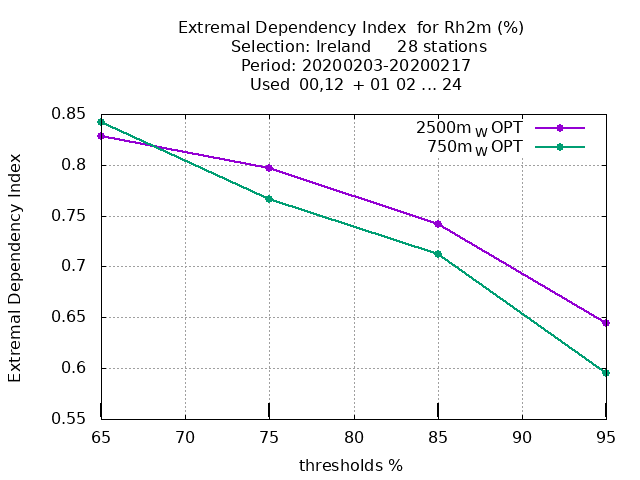 Extremal Dependency Index  for Rh2m (%)
Selection: Ireland     28 stations
Period: 20200203-20200217
Used  00,12  + 01 02 ... 24
2500m W OPT
750m W OPT
Extremal Dependency Index
0.85
0.8
0.75
0.7
0.65
0.6
0.55
65 70 75 80 85 90 95
thresholds %